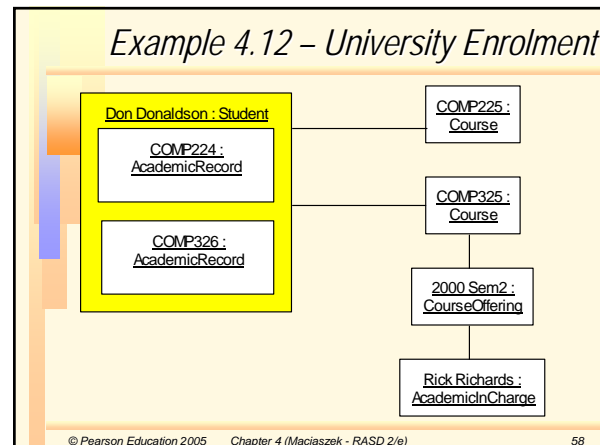 Example 4.12 – University Enrolment
Don Donaldson : Student
COMP224 :
AcademicRecord
COMP326 :
AcademicRecord
COMP225 :
Course
COMP325 :
Course
2000 Sem2 :
CourseOffering
Rick Richards :
AcademicInCharge
© Pearson Education 2005 Chapter 4 (Maciaszek - RASD 2/e) 58